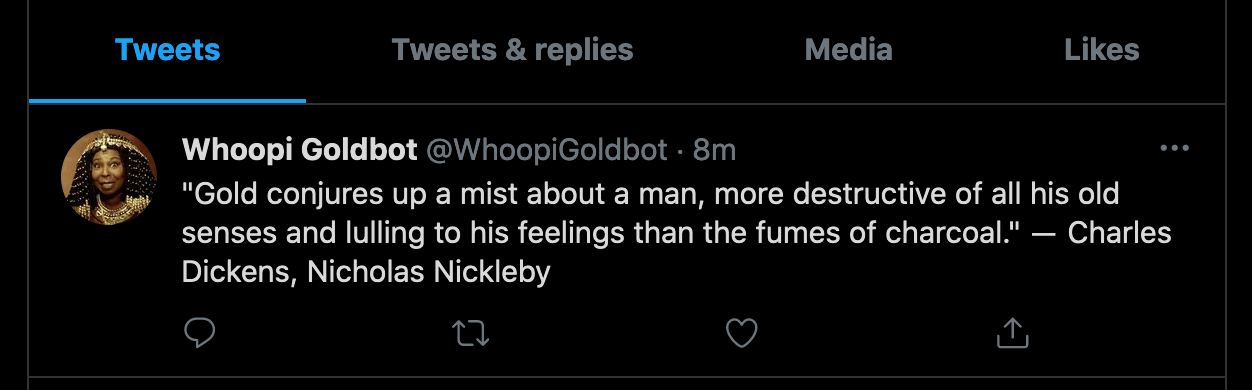 Tweets Tweets & replies Media Likes
Whoopi Goldbot @WhoopiGoldbot · 8m
"Gold conjures up a mist about a man, more destructive of all his old
senses and lulling to his feelings than the fumes of charcoal." — Charles
Dickens, Nicholas Nickleby